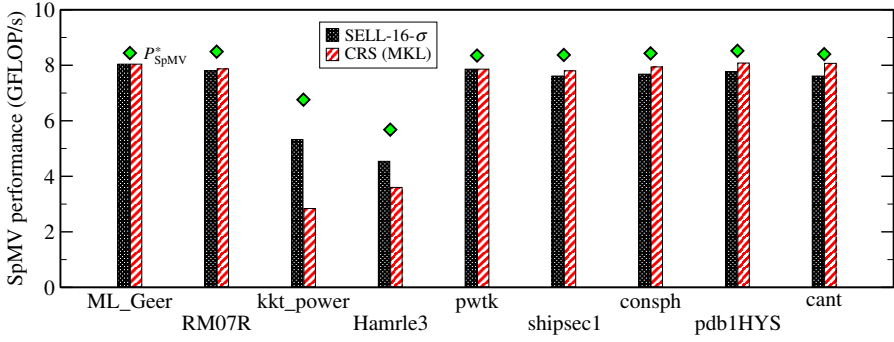 SpMV performance (GFLOP/s)
10
8
6
4
2
0
SELL-16-σ
CRS (MKL)
P*SpMV
ML_Geer
RM07R
kkt_power
Hamrle3
pwtk
shipsec1
consph
pdb1HYS
cant